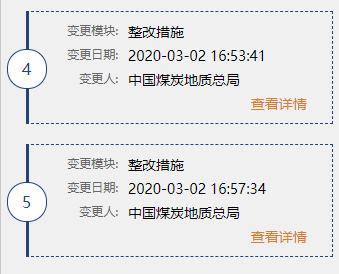 4
变更模块: 整改措施
变更日期: 2020-03-02 16:53:41
变更人: 中国煤炭地质总局
查看详情
5
变更模块: 整改措施
变更日期: 2020-03-02 16:57:34
变更人: 中国煤炭地质总局
查看详情